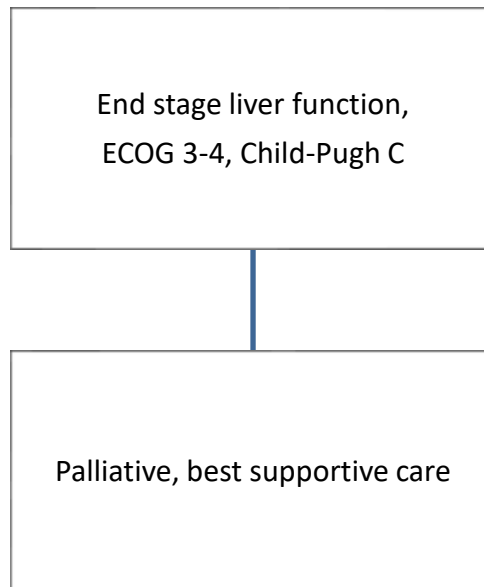 End stage liver function,
ECOG 3-4, Child-Pugh C
Palliative, best supportive care